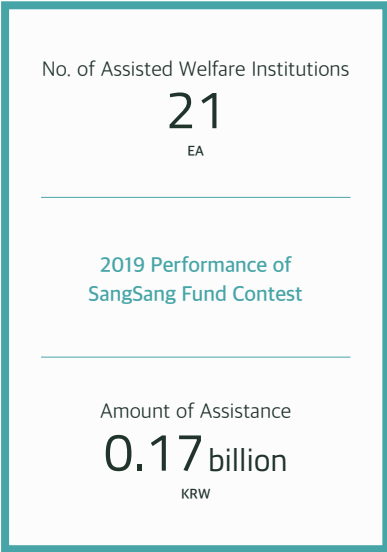 No. of Assisted Welfare Institutions
21
EA
2019 Performance of
SangSang Fund Contest
Amount of Assistance
0.17 billion
KRW